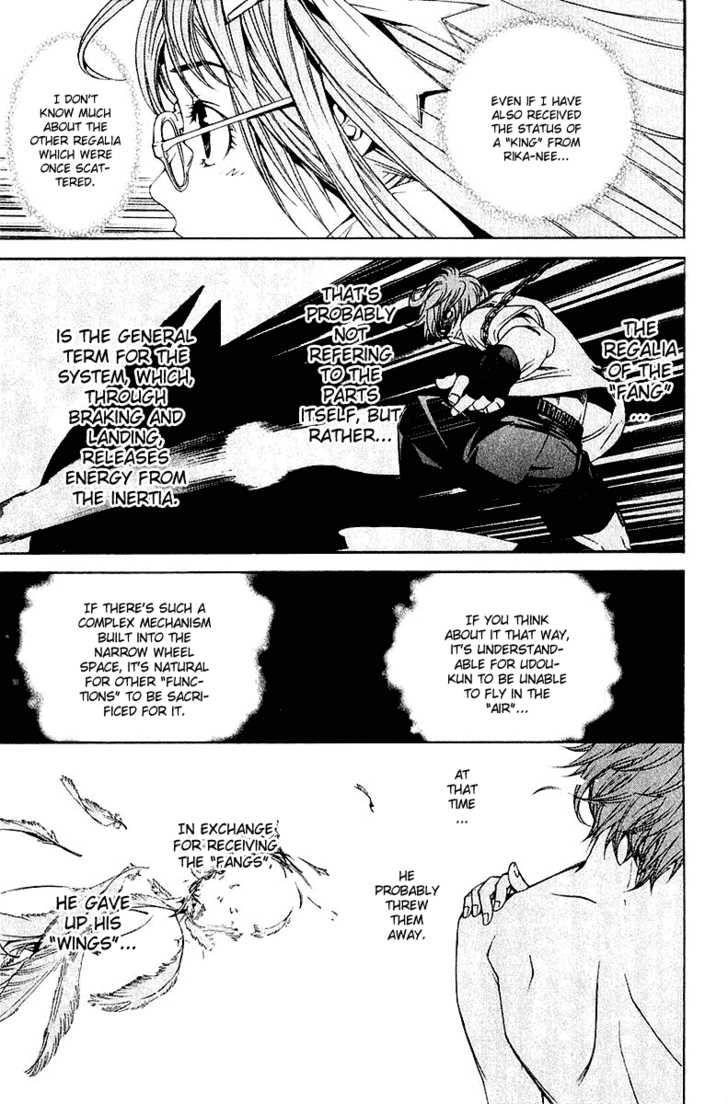 EVEN IF I HAVE
ALSO RECEIVED
THE STATUS OF
A "KING" FROM
RIKA-NEE...
I DON'T
KNOW MUCH
ABOUT THE
OTHER REGALIA
WHICH WERE
ONCE SCAT-
TERED.
THE
REGALIA
OF THE
"FANG"
...
THAT'S
PROBABLY
NOT
REFERING
TO THE
PARTS
ITSELF, BUT
RATHER...
IS THE GENERAL
TERM FOR THE
SYSTEM, WHICH,
THROUGH
BRAKING AND
LANDING,
RELEASES
ENERGY FROM
THE INERTIA.
IF YOU THINK
ABOUT IT THAT WAY,
IT'S UNDERSTAND-
ABLE FOR UDOU-
KUN TO BE UNABLE
TO FLY IN THE
"AIR"...
IF THERE'S SUCH A
COMPLEX MECHANISM
BUILT INTO THE
NARROW WHEEL
SPACE, IT'S NATURAL
FOR OTHER "FUNC-
TIONS" TO BE SACRI-
FICED FOR IT.
AT
THAT
TIME
...
HE
PROBABLY
THREW
THEM
AWAY.
IN EXCHANGE
FOR RECEIVING
THE "FANGS",
HE GAVE
UP HIS
"WINGS"...